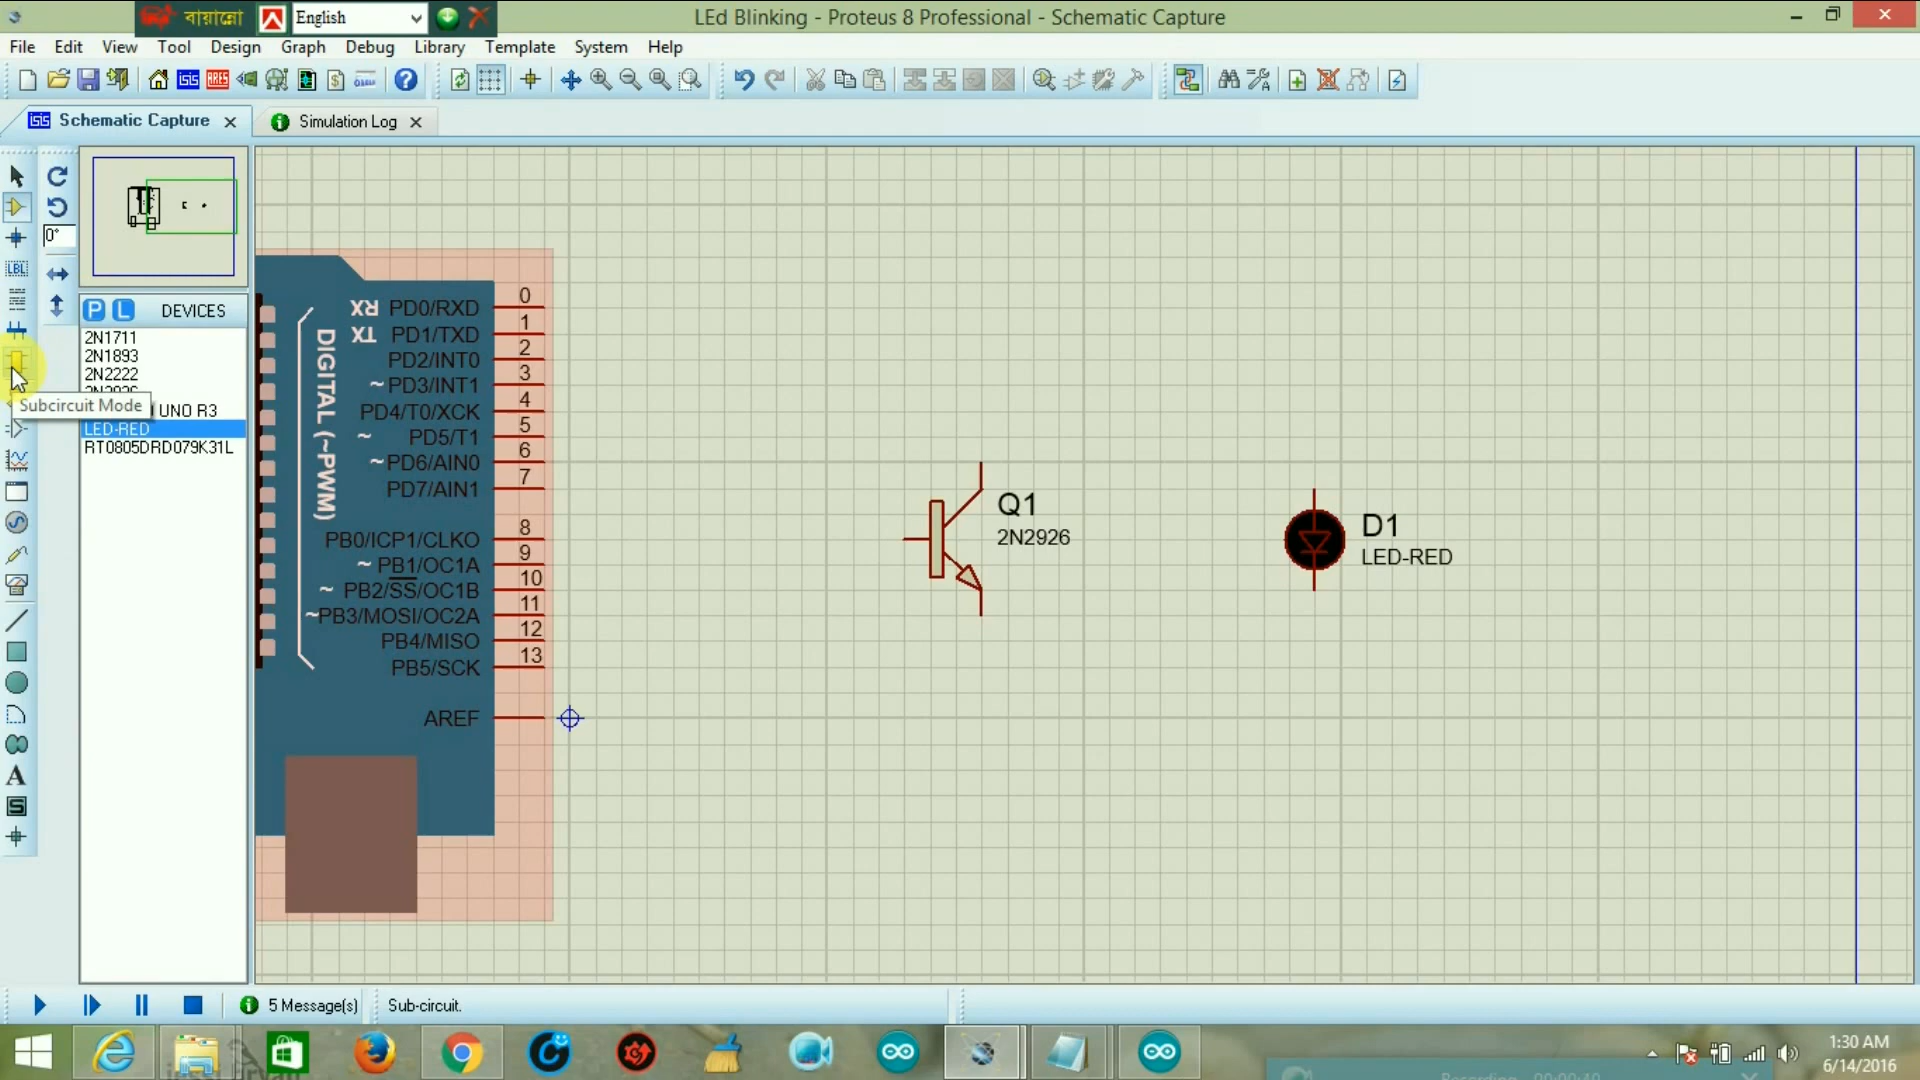 বায়ান্নো
English
LEd Blinking - Proteus 8 Professional - Schematic Capture
File Edit View Tool Design Graph Debug Library Template System Help
isis
ARES
$
Schematic Capture
Simulation Log
0°
LBL
P L DEVICES
2N1711
2N1893
2N2222
Subcircuit Mode
UNO R3
LED-RED
RT0805DRD079K31L
A
S
DIGITAL (~PWM)
RX PD0/RXD 0
TX PD1/TXD 1
PD2/INT0 2
~ PD3/INT1 3
PD4/T0/XCK 4
~ PD5/T1 5
~ PD6/AIN0 6
PD7/AIN1 7
PB0/ICP1/CLKO 8
~ PB1/OC1A 9
~ PB2/SS/OC1B 10
~PB3/MOSI/OC2A 11
PB4/MISO 12
PB5/SCK 13
AREF
Q1
2N2926
D1
LED-RED
5 Message(s)
Sub-circuit.
1:30 AM
6/14/2016